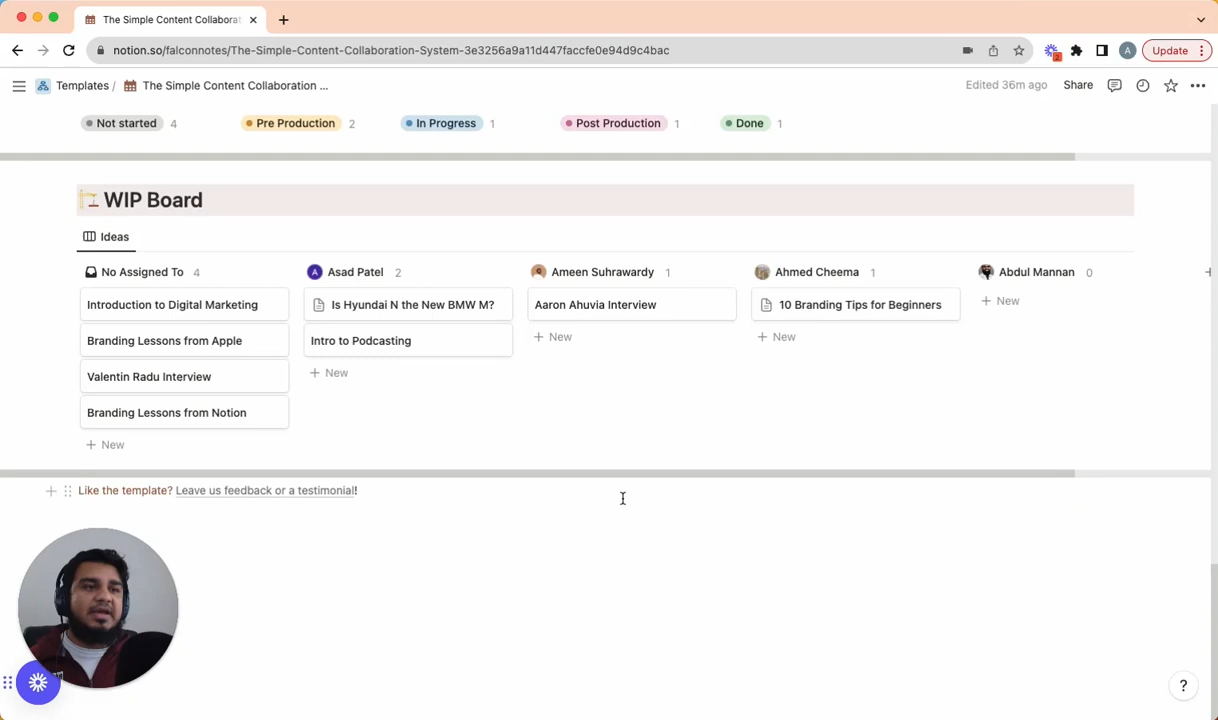 The Simple Content Collaborat
notion.so/falconnotes/The-Simple-Content-Collaboration-System-3e3256a9a11d447faccfe0e94d9c4bac
2
A
Update
Templates / The Simple Content Collaboration ...
Edited 36m ago
Share
Not started 4
Pre Production 2
In Progress 1
Post Production 1
Done 1
WIP Board
Ideas
No Assigned To 4
Introduction to Digital Marketing
Branding Lessons from Apple
Valentin Radu Interview
Branding Lessons from Notion
+ New
A Asad Patel 2
Is Hyundai N the New BMW M?
Intro to Podcasting
+ New
Ameen Suhrawardy 1
Aaron Ahuvia Interview
+ New
Ahmed Cheema 1
10 Branding Tips for Beginners
+ New
Abdul Mannan 0
+ New
Like the template? Leave us feedback or a testimonial!
?